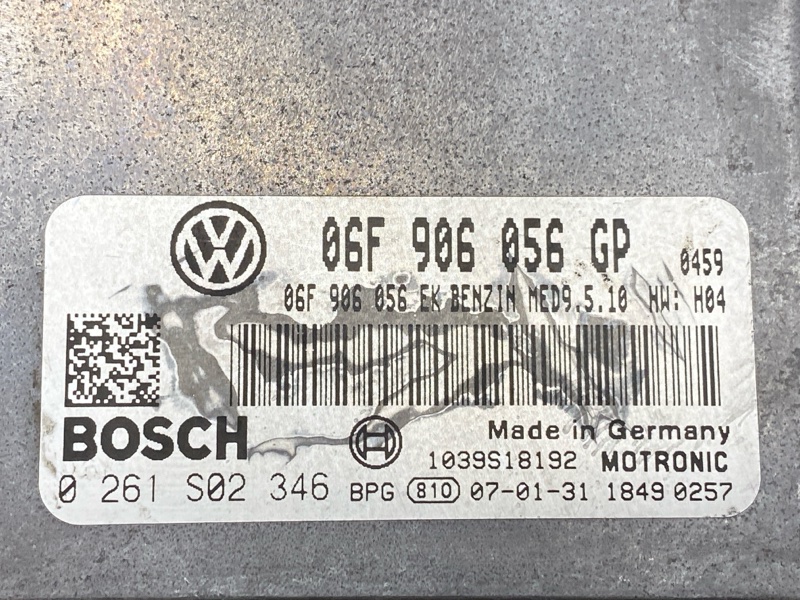 06F 906 056 GP 0459
06F 906 056 EK BENZIN MED9.5.10 HW: H04
BOSCH
Made in Germany
1039S18192 MOTRONIC
0 261 S02 346 BPG 810 07-01-31 1849 0257